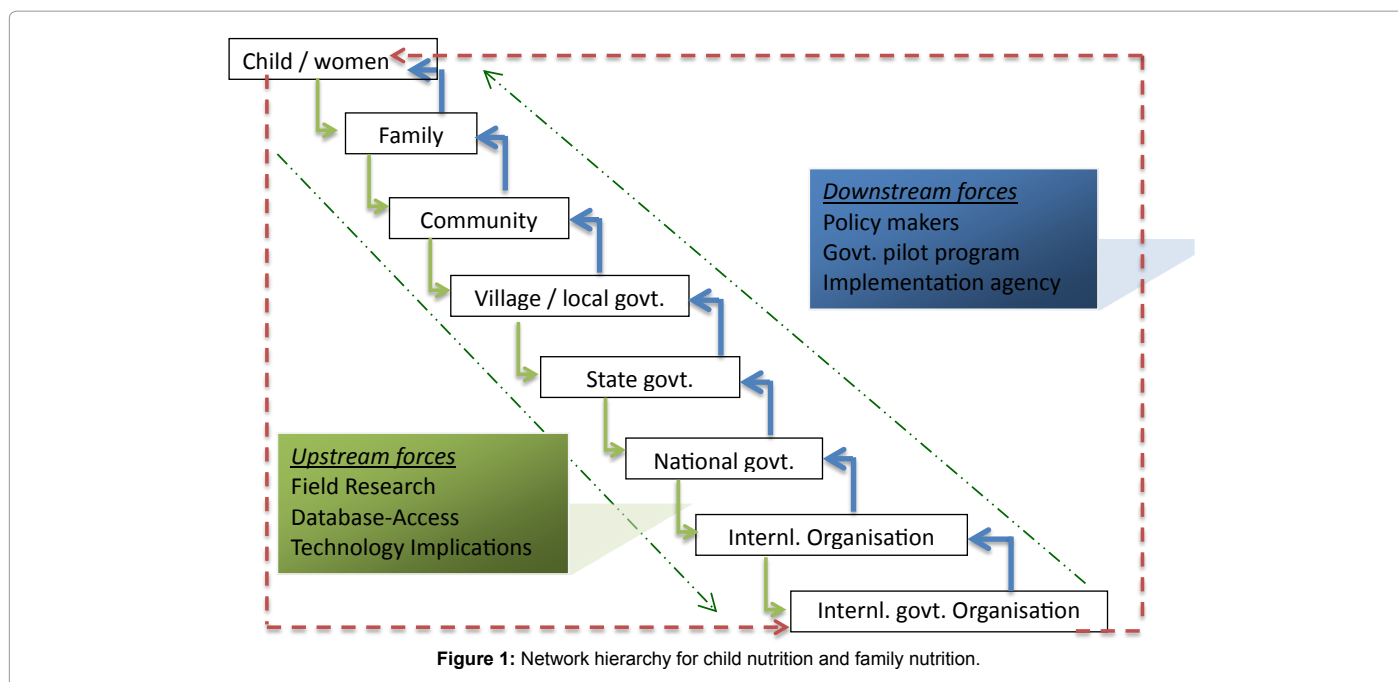 Child / women
Family
Community
Village / local govt.
State govt.
National govt.
Internl. Organisation
Internl. govt. Organisation
Downstream forces
Policy makers
Govt. pilot program
Implementation agency
Upstream forces
Field Research
Database-Access
Technology Implications
Figure 1: Network hierarchy for child nutrition and family nutrition.